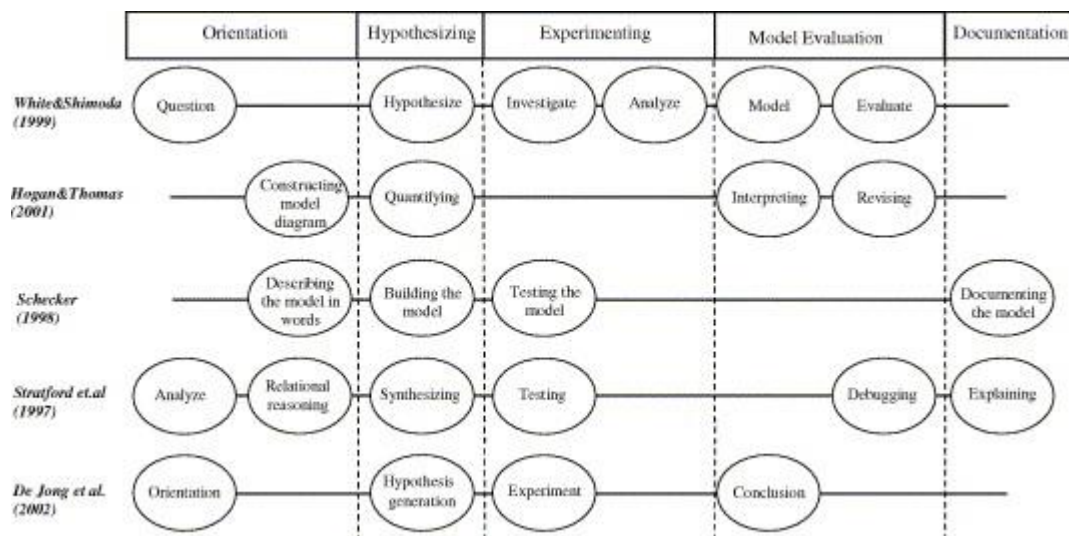 Orientation Hypothesizing Experimenting Model Evaluation Documentation
White&Shimoda
(1999)
Question
Hypothesize
Investigate
Analyze
Model
Evaluate
Hogan&Thomas
(2001)
Constructing
model
diagram
Quantifying
Interpreting
Revising
Schecker
(1998)
Describing
the model in
words
Building the
model
Testing the
model
Documenting
the model
Stratford et.al
(1997)
Analyze
Relational
reasoning
Synthesizing
Testing
Debugging
Explaining
De Jong et al.
(2002)
Orientation
Hypothesis
generation
Experiment
Conclusion